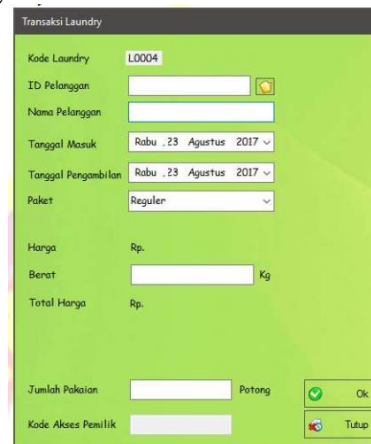 Transaksi Laundry
Kode Laundry L0004
ID Pelanggan
Nama Pelanggan
Tanggal Masuk Rabu , 23 Agustus 2017
Tanggal Pengambilan Rabu , 23 Agustus 2017
Paket Reguler
Harga Rp.
Berat Kg
Total Harga Rp.
Jumlah Pakaian Potong Ok
Kode Akses Pemilik Tutup